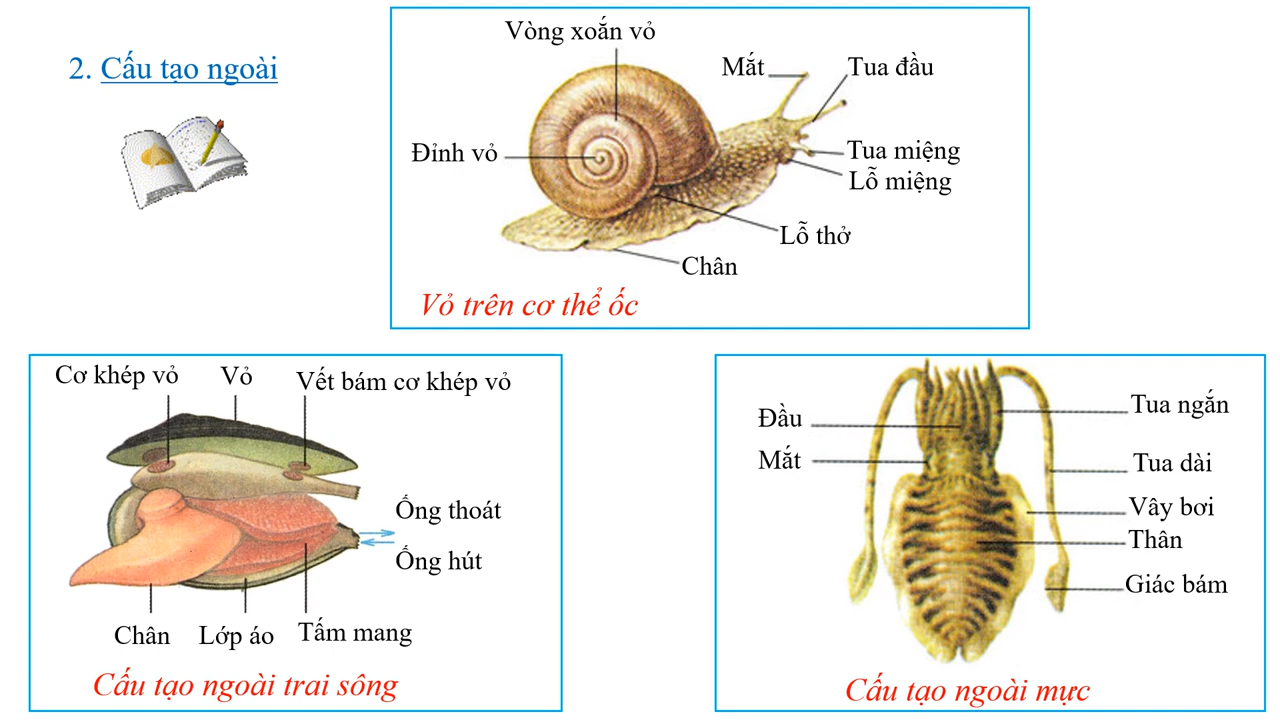 2. Cấu tạo ngoài
Vòng xoắn vỏ
Mắt
Tua đầu
Đỉnh vỏ
Tua miệng
Lỗ miệng
Lỗ thở
Chân
Vỏ trên cơ thể ốc
Cơ khép vỏ
Vỏ
Vết bám cơ khép vỏ
Ống thoát
Ống hút
Chân
Lớp áo
Tấm mang
Cấu tạo ngoài trai sông
Đầu
Mắt
Tua ngắn
Tua dài
Vây bơi
Thân
Giác bám
Cấu tạo ngoài mực